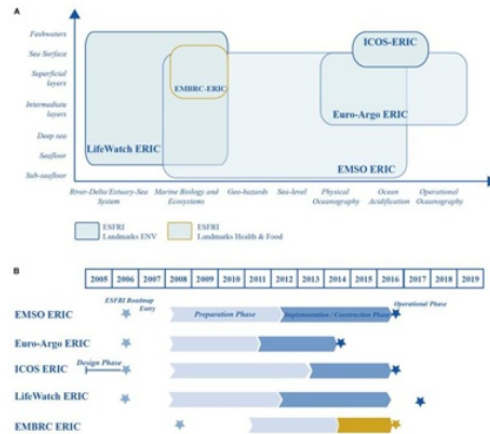 A
Freshwaters
Sea Surface
Superficial
layers
Intermediate
layers
Deep sea
Seafloor
Sub-seafloor
ICOS-ERIC
EMBRC-ERIC
Euro-Argo ERIC
LifeWatch ERIC
EMSO ERIC
River-Delta/Estuary-Sea
System
Marine Biology and
Ecosystems
Geo-hazards
Sea-level
Physical
Oceanography
Ocean
Acidification
Operational
Oceanography
ESFRI
Landmarks ENV
ESFRI
Landmarks Health & Food
B
2005 2006 2007 2008 2009 2010 2011 2012 2013 2014 2015 2016 2017 2018 2019
ESFRI Roadmap
Entry
Operational Phase
EMSO ERIC
Preparation Phase
Implementation / Construction Phase
Euro-Argo ERIC
Design Phase
ICOS ERIC
LifeWatch ERIC
EMBRC ERIC